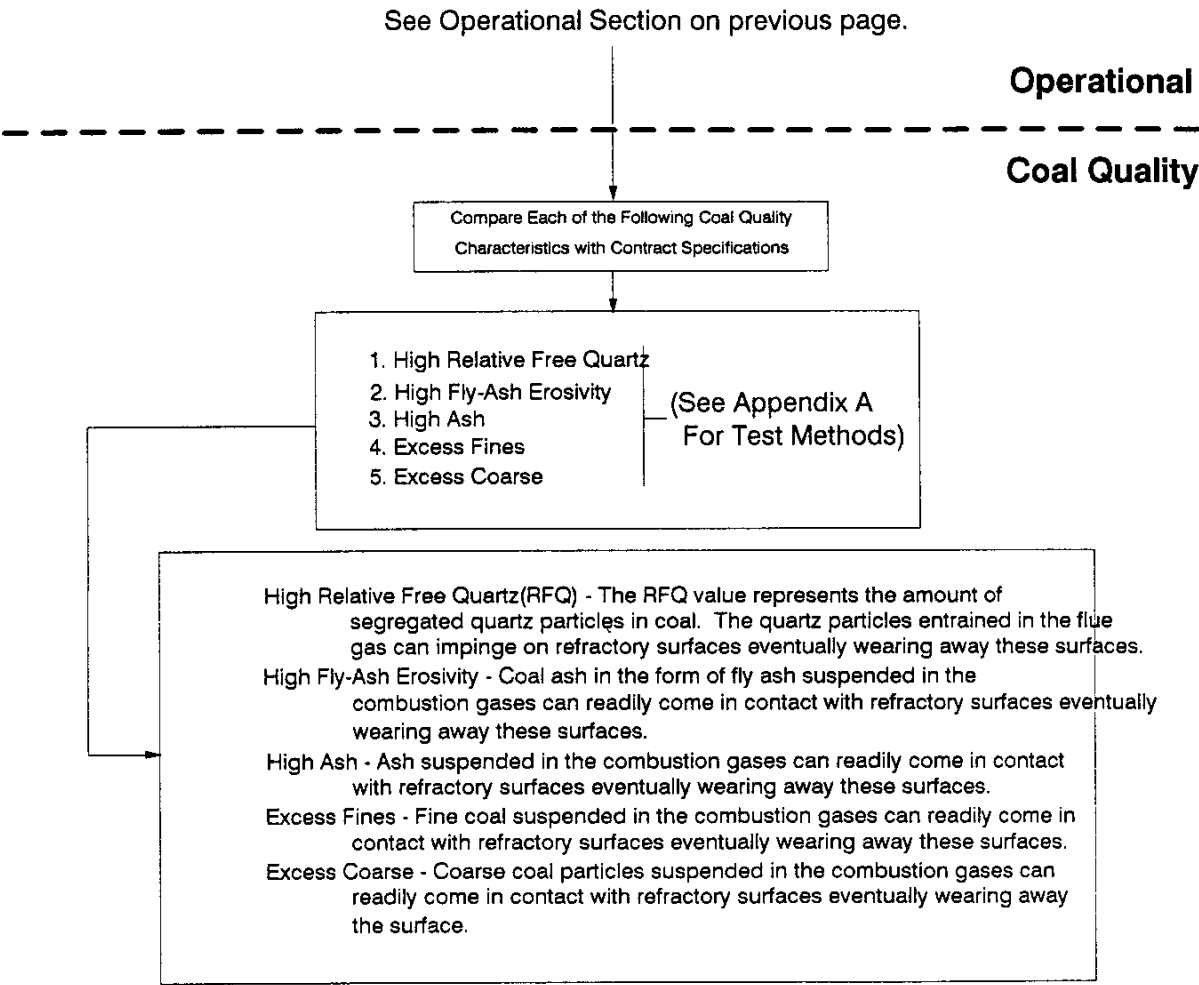 See Operational Section on previous page.
Operational
Coal Quality
Compare Each of the Following Coal Quality
Characteristics with Contract Specifications
1. High Relative Free Quartz
2. High Fly-Ash Erosivity
3. High Ash
4. Excess Fines
5. Excess Coarse
(See Appendix A
For Test Methods)
High Relative Free Quartz(RFQ) - The RFQ value represents the amount of
segregated quartz particles in coal. The quartz particles entrained in the flue
gas can impinge on refractory surfaces eventually wearing away these surfaces.
High Fly-Ash Erosivity - Coal ash in the form of fly ash suspended in the
combustion gases can readily come in contact with refractory surfaces eventually
wearing away these surfaces.
High Ash - Ash suspended in the combustion gases can readily come in contact
with refractory surfaces eventually wearing away these surfaces.
Excess Fines - Fine coal suspended in the combustion gases can readily come in
contact with refractory surfaces eventually wearing away these surfaces.
Excess Coarse - Coarse coal particles suspended in the combustion gases can
readily come in contact with refractory surfaces eventually wearing away
the surface.